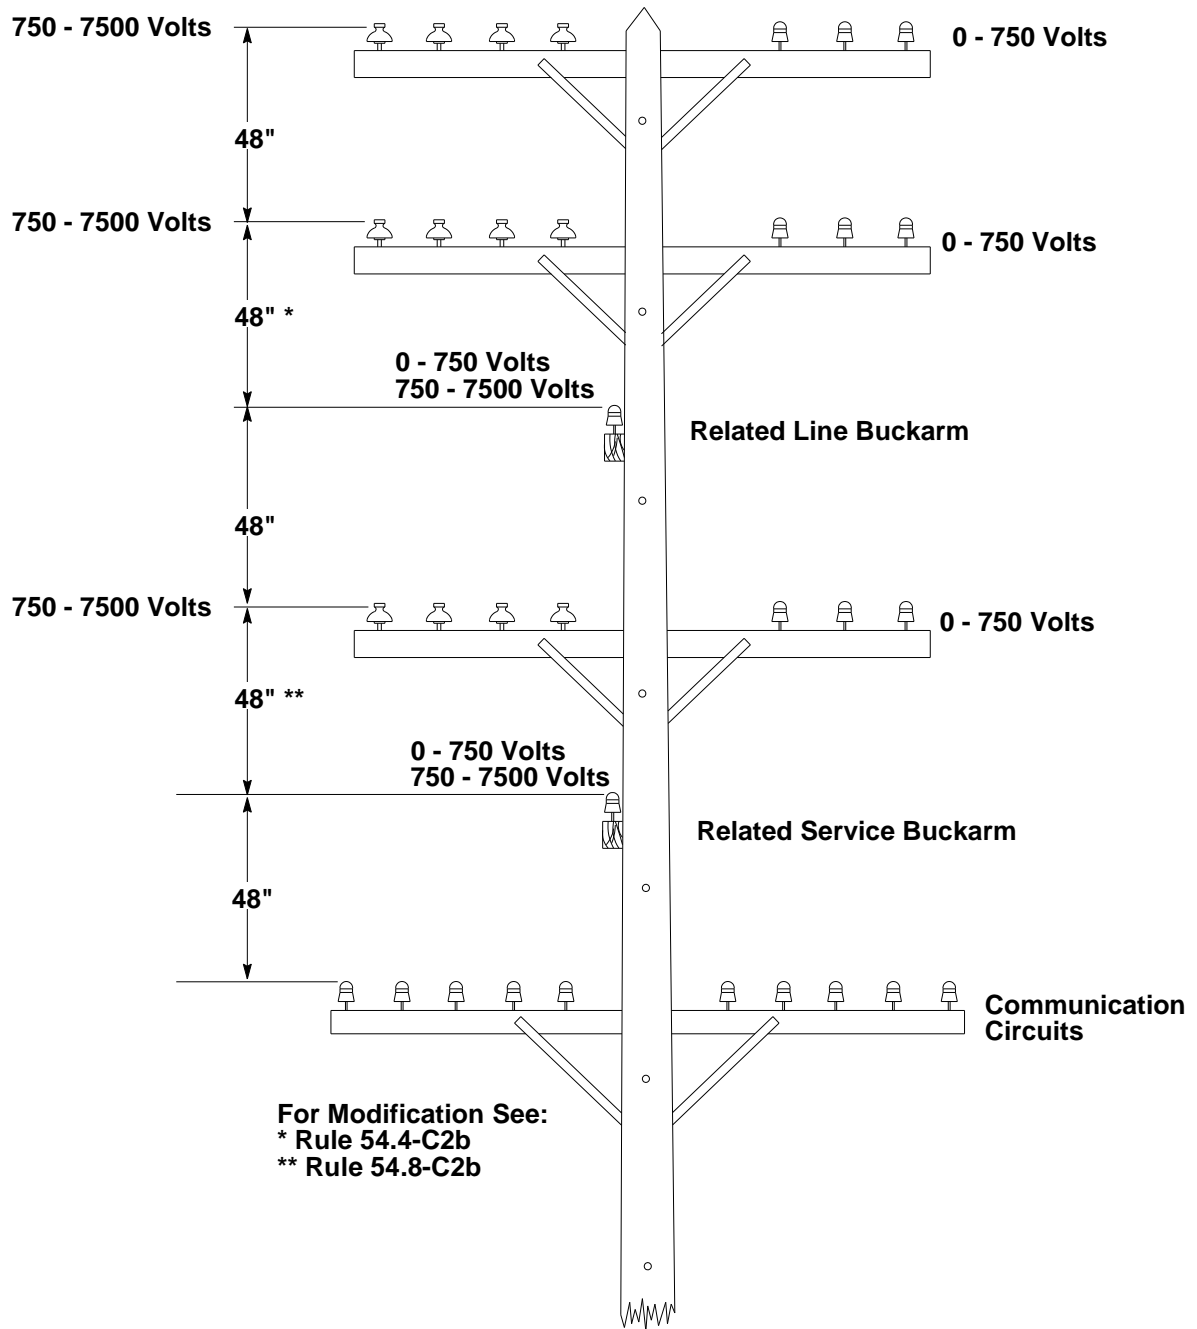 750 - 7500 Volts
0 - 750 Volts
48"
750 - 7500 Volts
0 - 750 Volts
48" *
0 - 750 Volts
750 - 7500 Volts
Related Line Buckarm
48"
750 - 7500 Volts
0 - 750 Volts
48" **
0 - 750 Volts
750 - 7500 Volts
Related Service Buckarm
48"
Communication
Circuits
For Modification See:
* Rule 54.4-C2b
** Rule 54.8-C2b